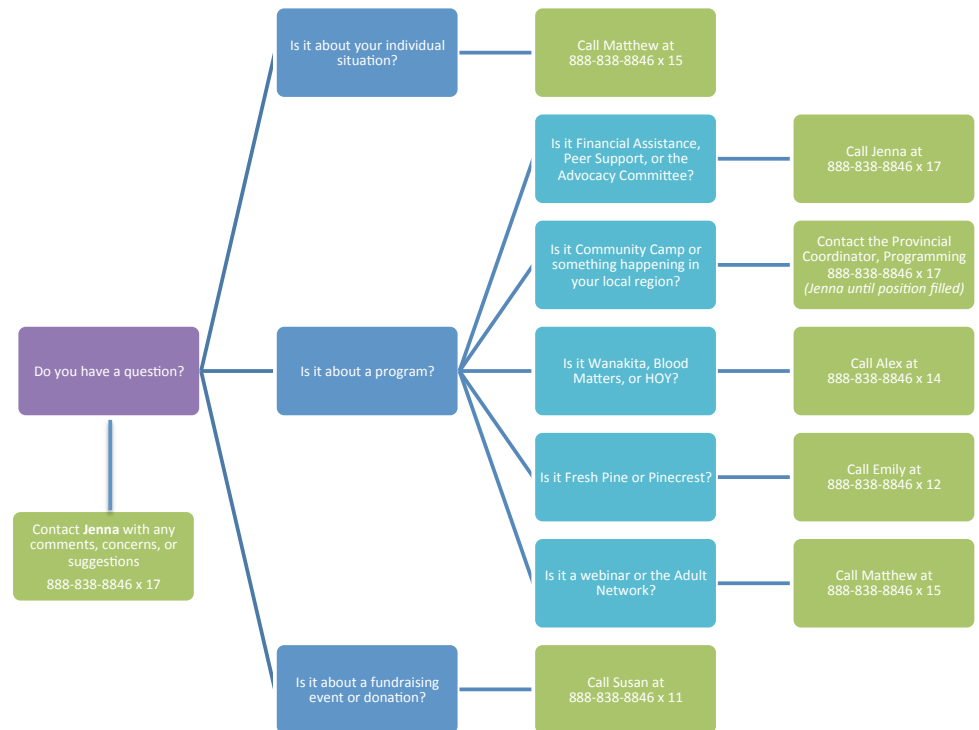 Is it about your individual
situation?
Call Matthew at
888-838-8846 x 15
Is it Financial Assistance,
Peer Support, or the
Advocacy Committee?
Call Jenna at
888-838-8846 x 17
Is it Community Camp or
something happening in
your local region?
Contact the Provincial
Coordinator, Programming
888-838-8846 x 17
(Jenna until position filled)
Do you have a question?
Is it about a program?
Is it Wanakita, Blood
Matters, or HOY?
Call Alex at
888-838-8846 x 14
Is it Fresh Pine or Pinecrest?
Call Emily at
888-838-8846 x 12
Contact Jenna with any
comments, concerns, or
suggestions
888-838-8846 x 17
Is it a webinar or the Adult
Network?
Call Matthew at
888-838-8846 x 15
Is it about a fundraising
event or donation?
Call Susan at
888-838-8846 x 11